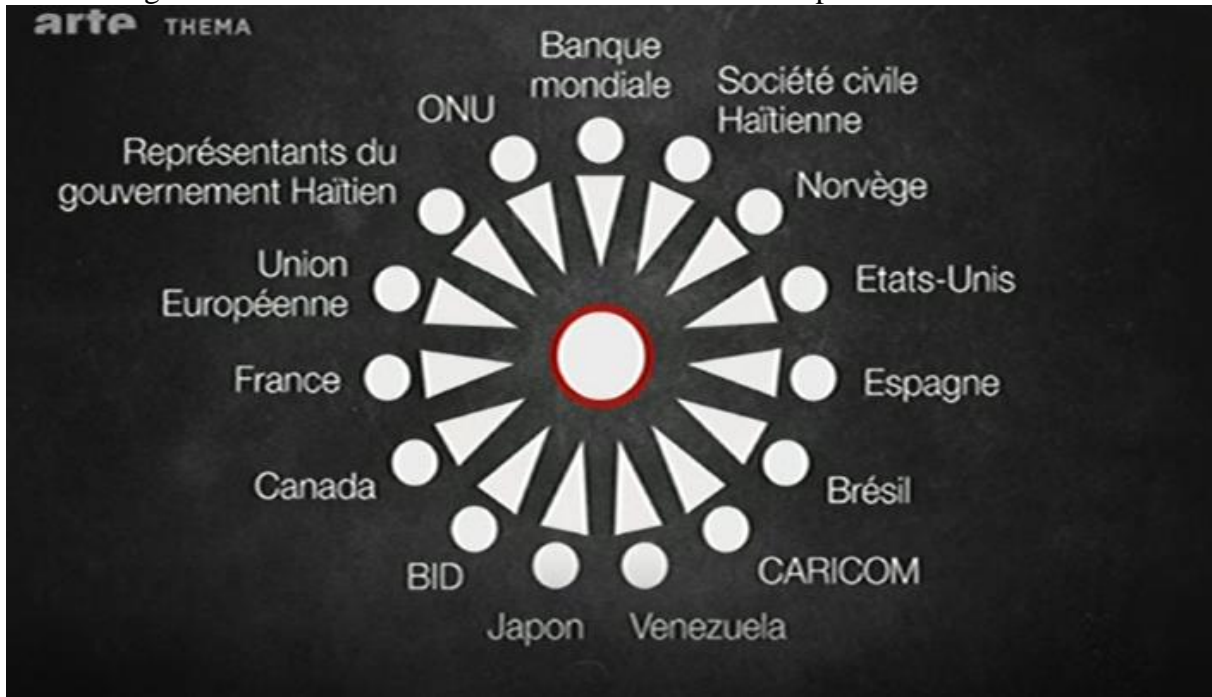 arte THEMA
Banque
mondiale
Société civile
Haïtienne
ONU
Norvège
Représentants du
gouvernement Haïtien
Etats-Unis
Union
Européenne
Espagne
France
Brésil
Canada
CARICOM
BID
Venezuela
Japon